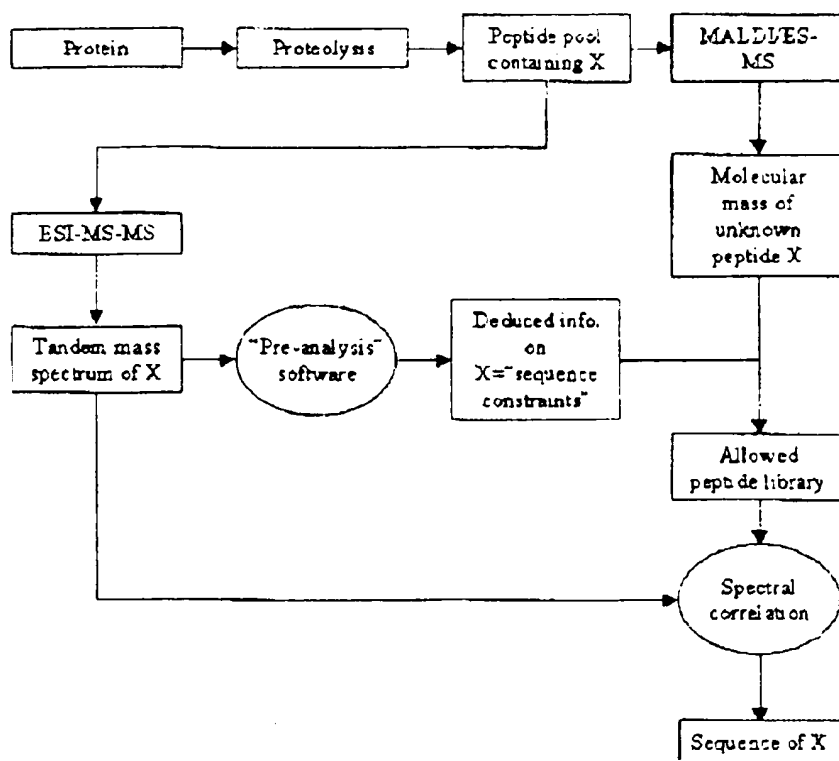 Protein
Proteolysis
Peptide pool
containing X
MALDI/ES-
MS
ESI-MS-MS
Molecular
mass of
unknown
peptide X
Tandem mass
spectrum of X
"Pre-analysis"
software
Deduced info.
on
X="sequence
constraints"
Allowed
peptide library
Spectral
correlation
Sequence of X